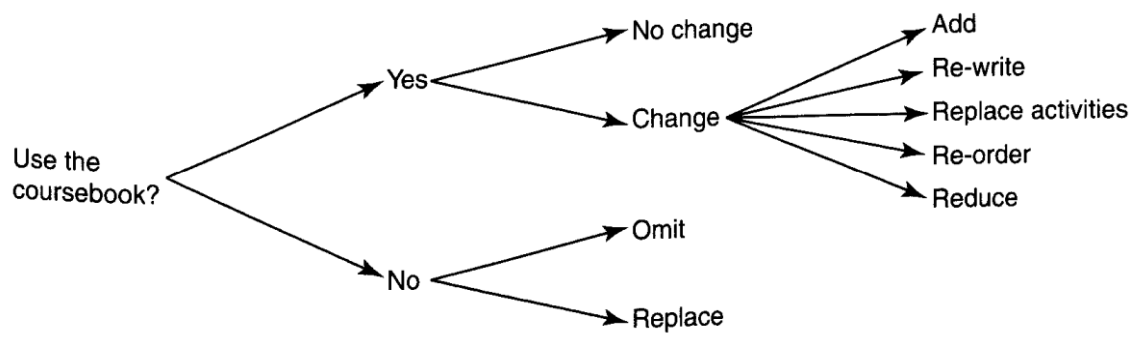 Use the
coursebook?
Yes
No
No change
Change
Omit
Replace
Add
Re-write
Replace activities
Re-order
Reduce